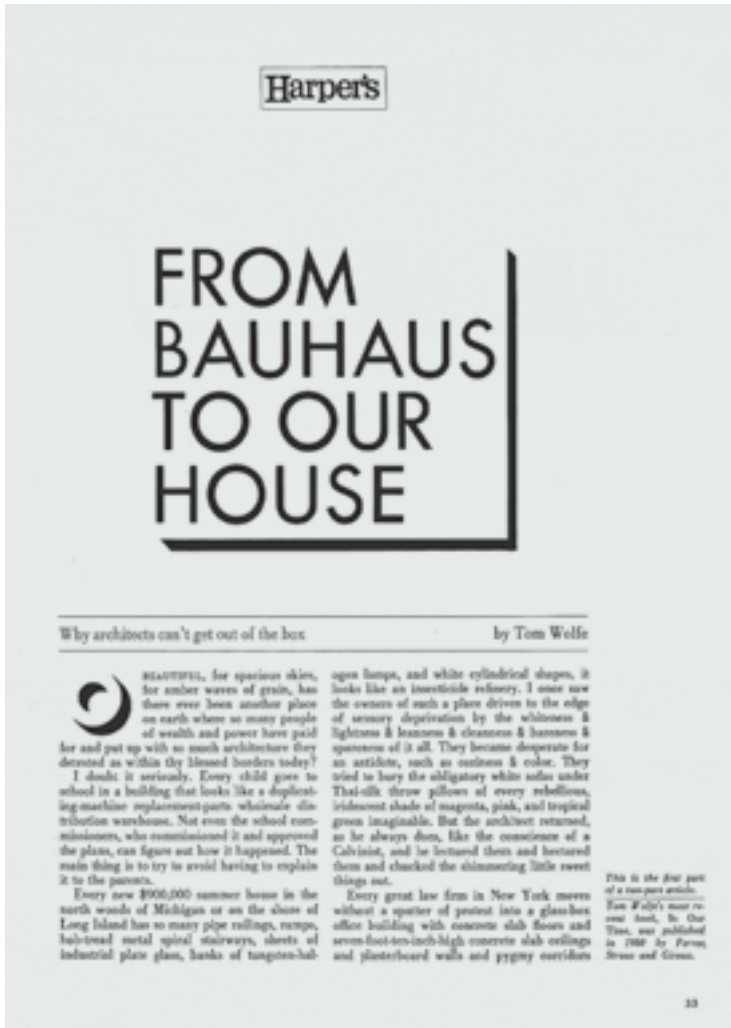 Harper's
FROM
BAUHAUS
TO OUR
HOUSE
Why architects can't get out of the box
by Tom Wolfe
O BEAUTIFUL, for spacious skies,
for amber waves of grain, has
there ever been another place
on earth where so many people
of wealth and power have paid
for and put up with so much architecture they
detested as within thy blessed borders today?
I doubt it seriously. Every child goes to
school in a building that looks like a duplicat-
ing-machine replacement-parts wholesale dis-
tribution warehouse. Not even the school com-
missioners, who commissioned it and approved
the plans, can figure out how it happened. The
main thing is to try to avoid having to explain
it to the parents.
Every new $900,000 summer house in the
north woods of Michigan or on the shore of
Long Island has so many pipe railings, ramps,
hob-tread metal spiral stairways, sheets of
industrial plate glass, banks of tungsten-hal-
ogen lamps, and white cylindrical shapes, it
looks like an insecticide refinery. I once saw
the owners of such a place driven to the edge
of sensory deprivation by the whiteness &
lightness & leanness & cleanness & bareness &
spareness of it all. They became desperate for
an antidote, such as coziness & color. They
tried to bury the obligatory white sofas under
Thai-silk throw pillows of every rebellious,
iridescent shade of magenta, pink, and tropical
green imaginable. But the architect returned,
as he always does, like the conscience of a
Calvinist, and he lectured them and hectored
them and chucked the shimmering little sweet
things out.
Every great law firm in New York moves
without a sputter of protest into a glass-box
office building with concrete slab floors and
seven-foot-ten-inch-high concrete slab ceilings
and plasterboard walls and pygmy corridors
This is the first part
of a two-part article.
Tom Wolfe's most re-
cent book, In Our
Time, was published
in 1980 by Farrar,
Straus and Giroux.
33